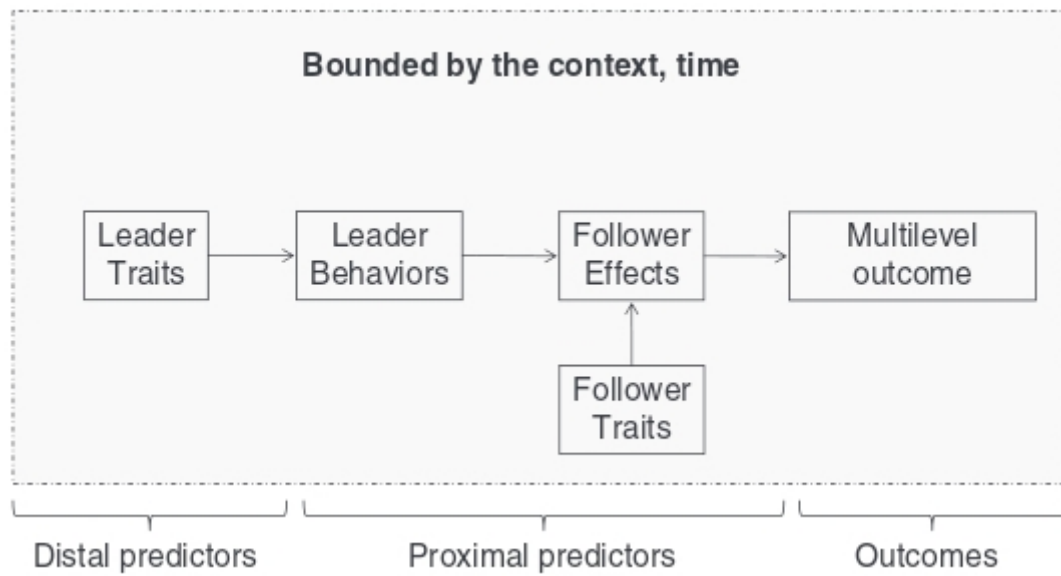 Bounded by the context, time
Leader
Traits
Leader
Behaviors
Follower
Effects
Multilevel
outcome
Follower
Traits
Distal predictors
Proximal predictors
Outcomes